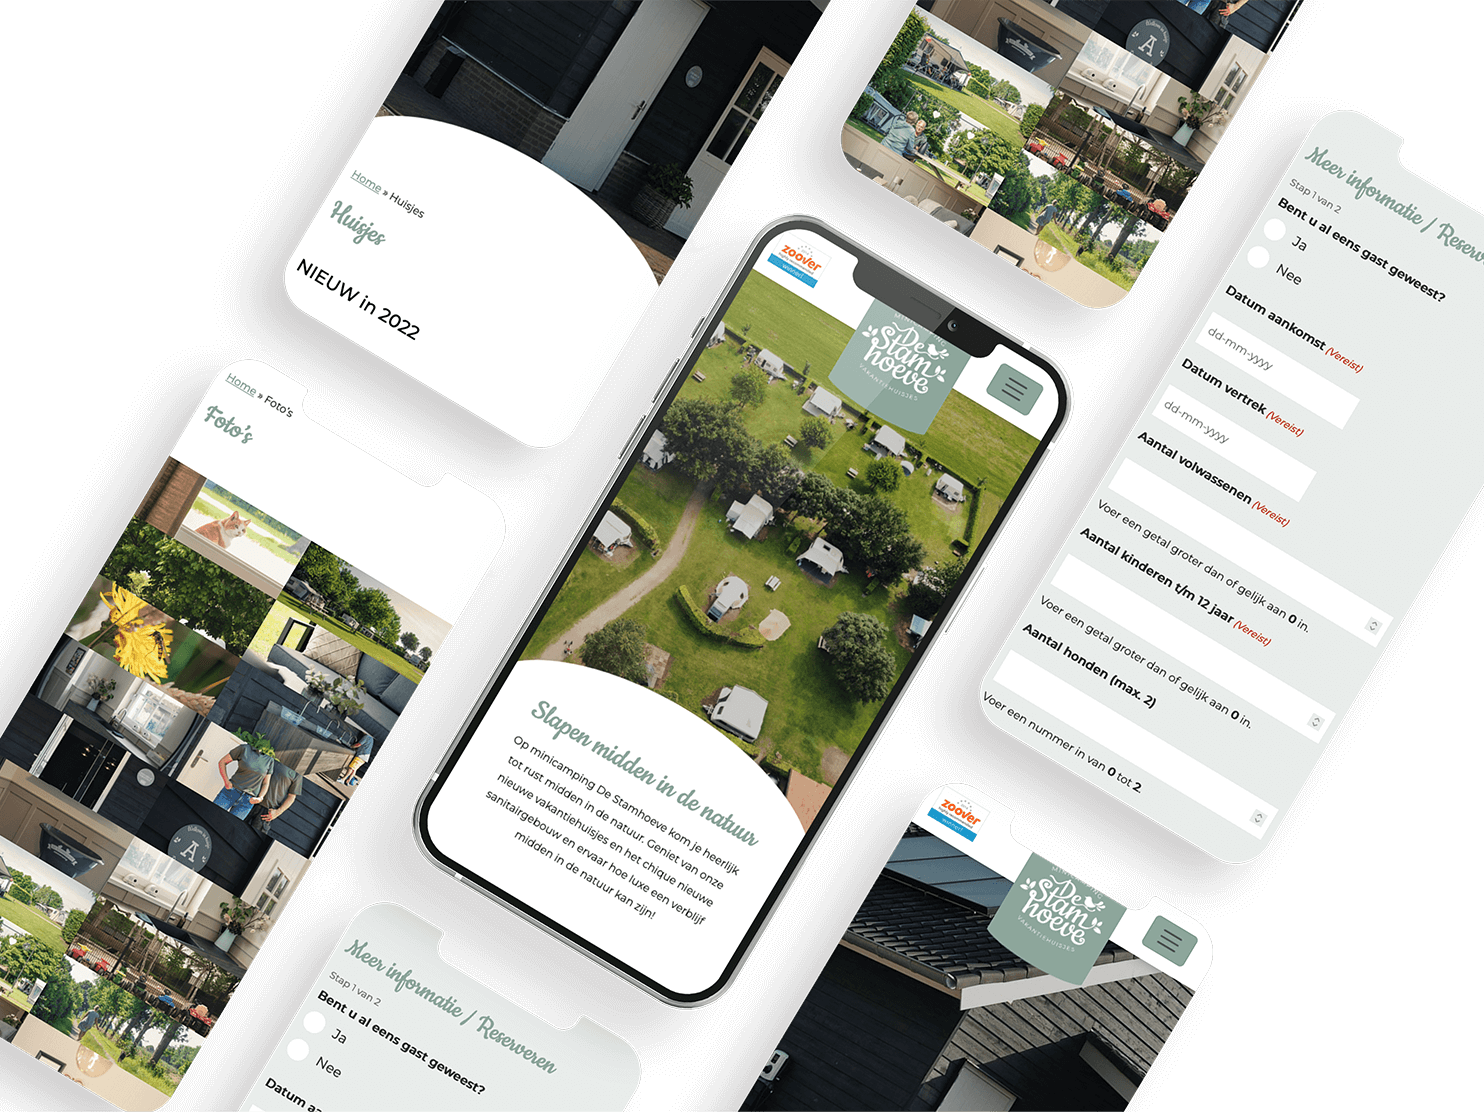 Home » Huisjes
Huisjes
NIEUW in 2022
Home » Foto's
Foto's
A
A
zoover
De
Stam
hoeve
VAKANTIEHUISJES
Slapen midden in de natuur
Op minicamping De Stamhoeve kom je heerlijk
tot rust midden in de natuur. Geniet van onze
nieuwe vakantiehuisjes en het chique nieuwe
sanitairgebouw en ervaar hoe luxe een verblijf
midden in de natuur kan zijn!
Meer informatie / Reserv
Stap 1 van 2
Bent u al eens gast geweest?
Ja
Nee
Datum aankomst (Vereist)
dd-mm-yyyy
Datum vertrek (Vereist)
dd-mm-yyyy
Aantal volwassenen (Vereist)
Voer een getal groter dan of gelijk aan 0 in.
Aantal kinderen t/m 12 jaar (Vereist)
Voer een getal groter dan of gelijk aan 0 in.
Aantal honden (max. 2)
Voer een nummer in van 0 tot 2
Meer informatie / Reserveren
Stap 1 van 2
Bent u al eens gast geweest?
Ja
Nee
Datum a
zoover
De
Stam
hoeve
VAKANTIEHUISJES